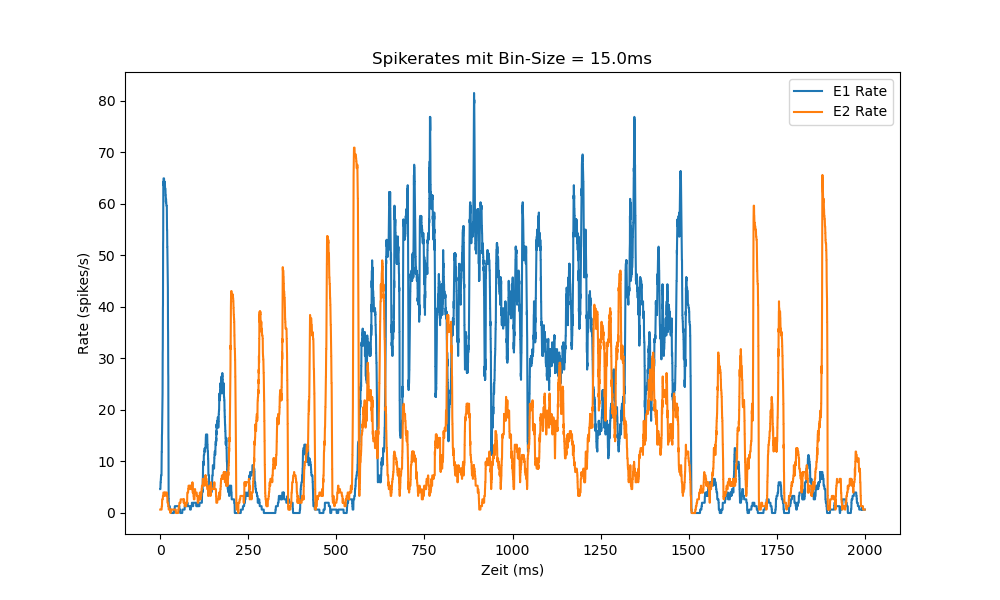 Spikerates mit Bin-Size = 15.0ms
E1 Rate
E2 Rate
Rate (spikes/s)
80
70
60
50
40
30
20
10
0
0 250 500 750 1000 1250 1500 1750 2000
Zeit (ms)